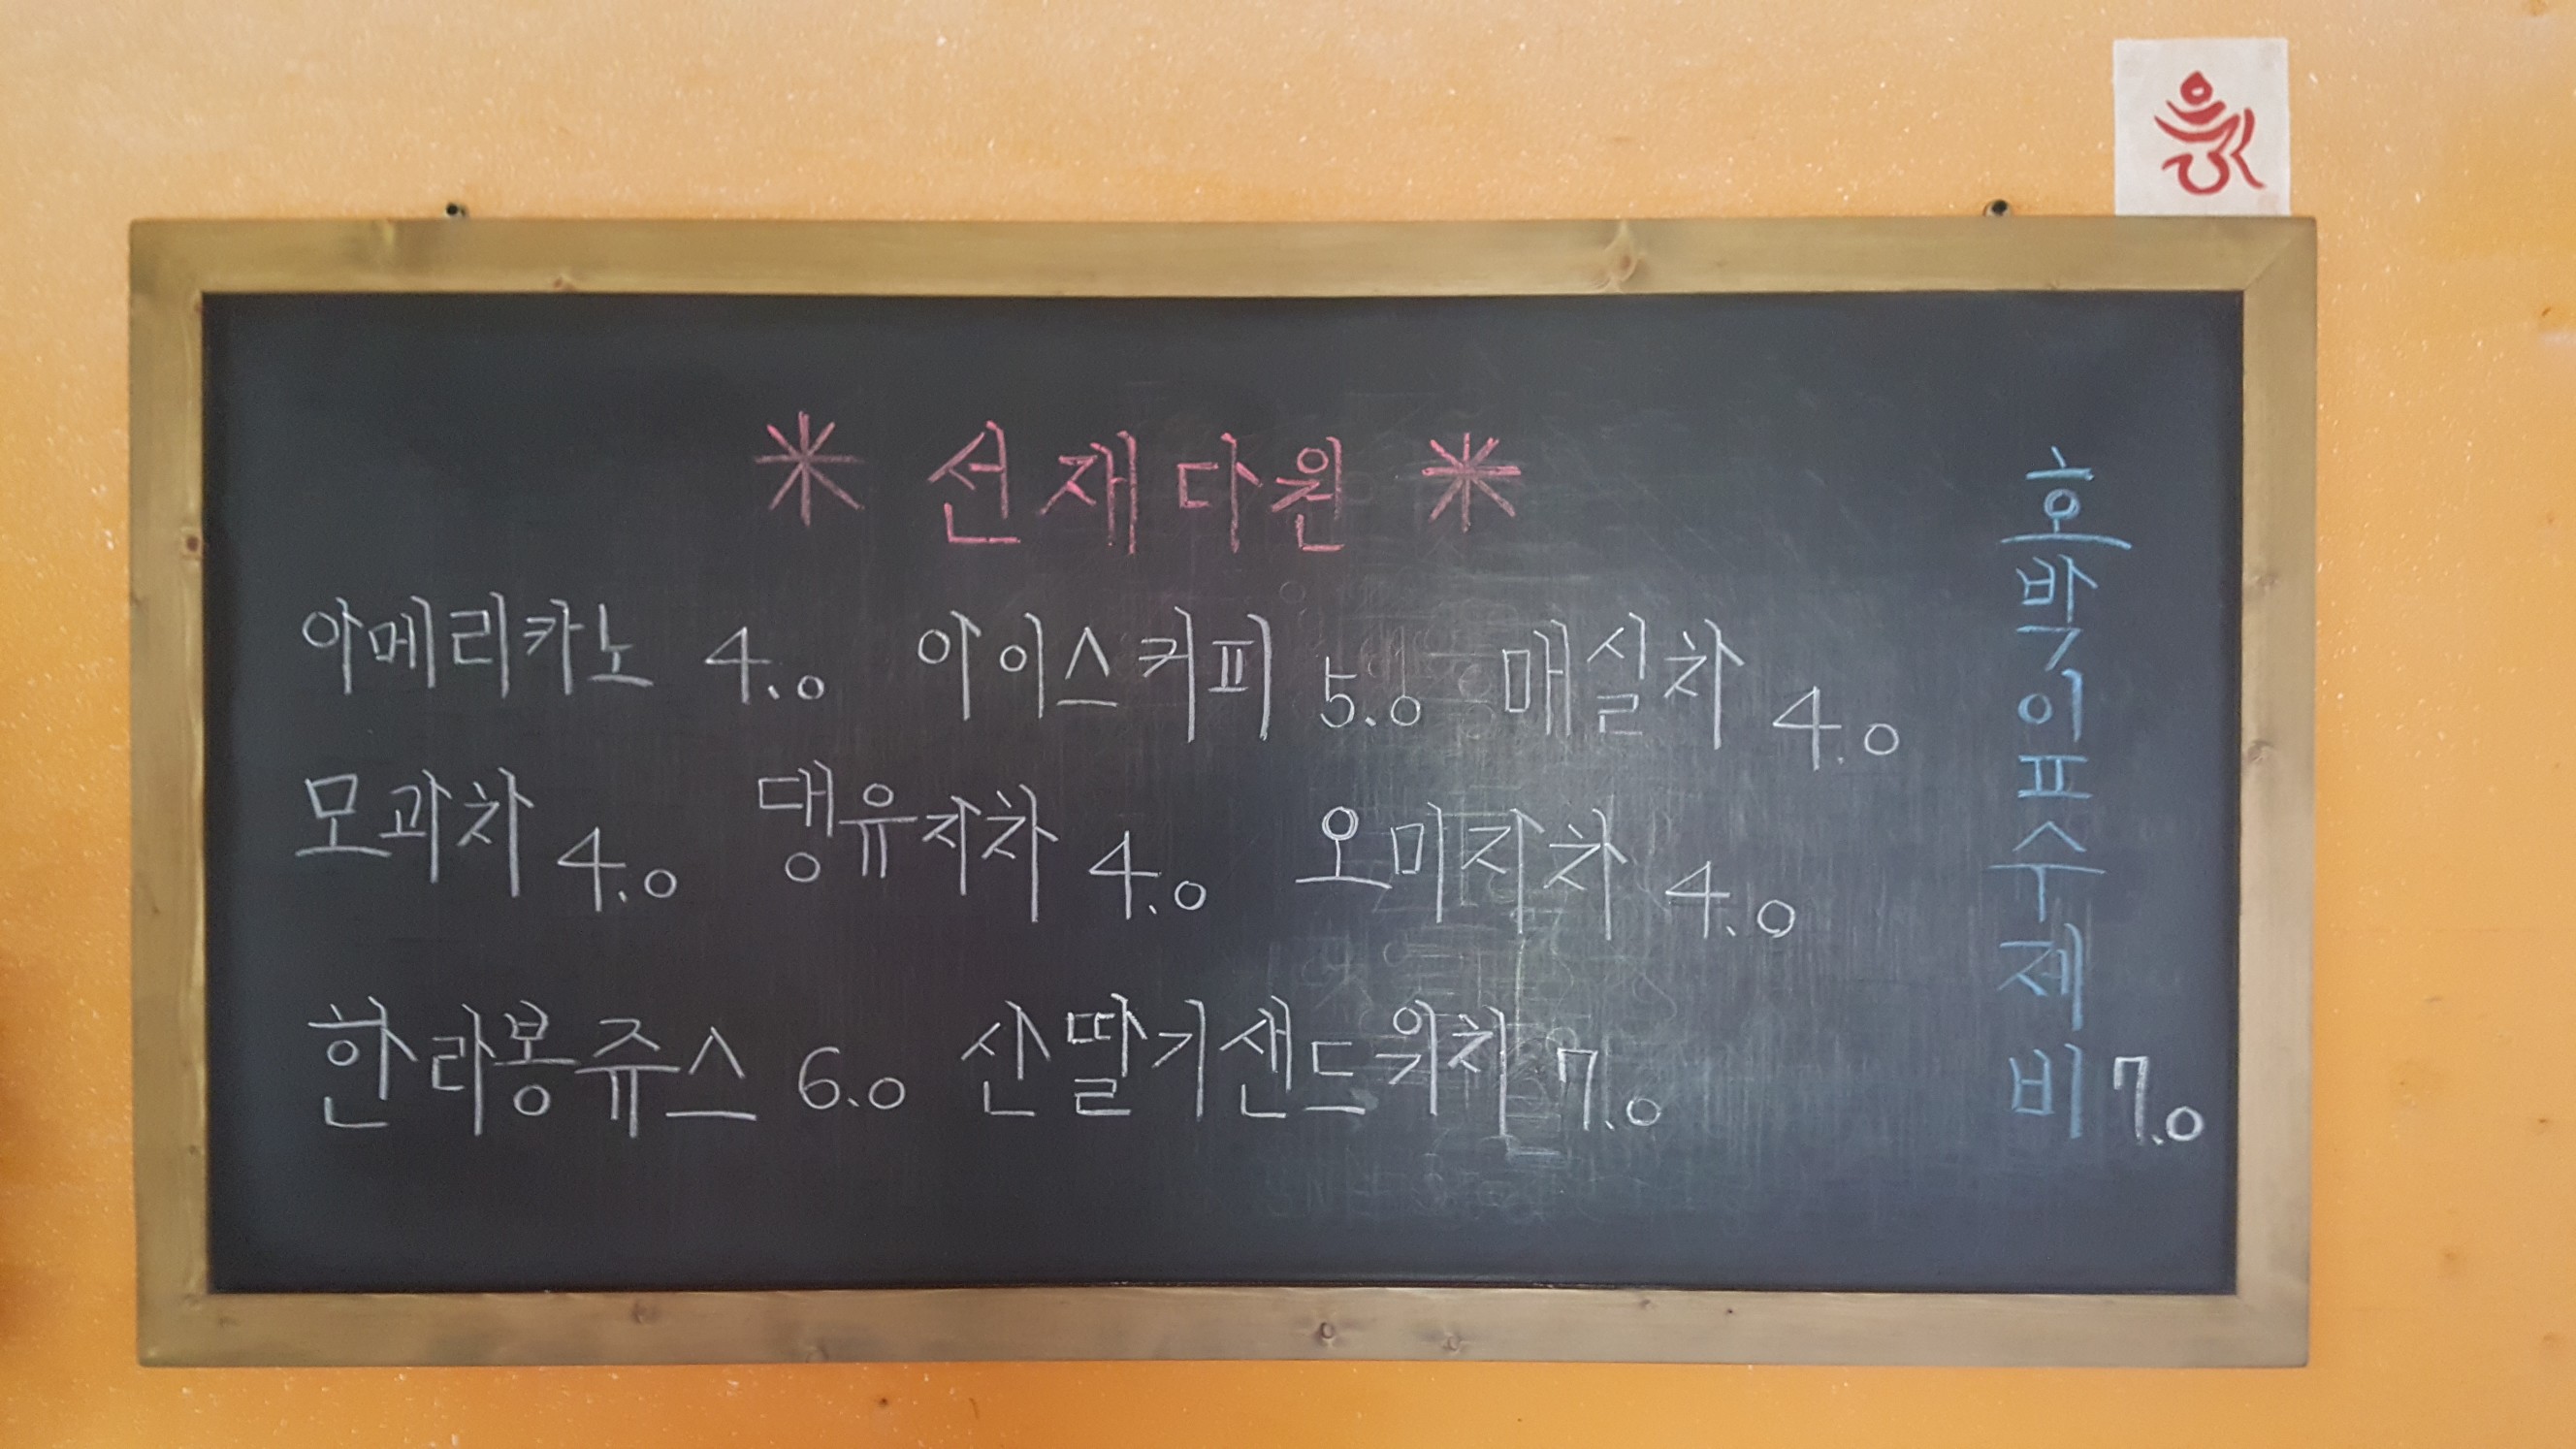 * 선재다원 *
아메리카노 4.0 아이스커피 5.0 매실차 4.0
모과차 4.0 댕유자차 4.0 오미자차 4.0
한라봉쥬스 6.0 산딸기샌드위치 7.0
호박이표수제비 7.0